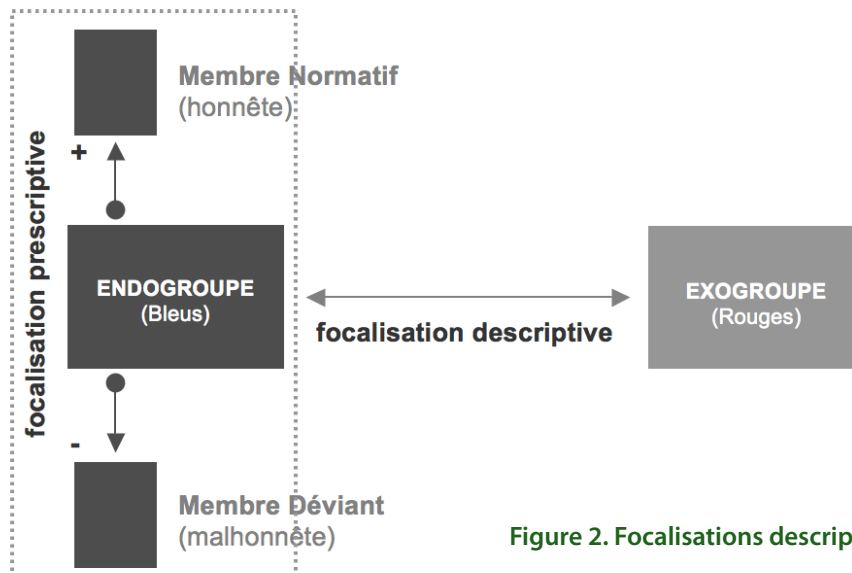 Membre Normatif
(honnête)
+
focalisation prescriptive
ENDOGROUPE
(Bleus)
focalisation descriptive
EXOGROUPE
(Rouges)
-
Membre Déviant
(malhonnête)
Figure 2. Focalisations descrip